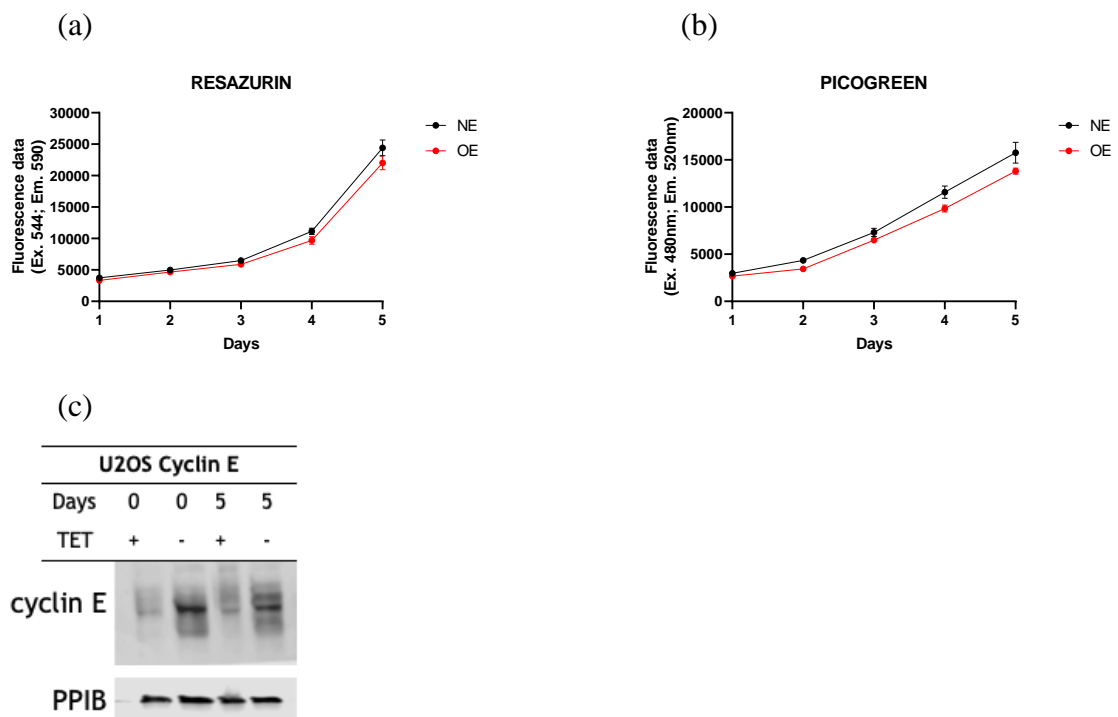 (a)
RESAZURIN
Fluorescence data
(Ex. 544; Em. 590)
30000
25000
20000
15000
10000
5000
0
1 2 3 4 5
Days
NE
OE
(b)
PICOGREEN
Fluorescence data
(Ex. 480nm; Em. 520nm)
20000
15000
10000
5000
0
1 2 3 4 5
Days
NE
OE
(c)
U2OS Cyclin E
Days 0 0 5 5
TET + - + -
cyclin E
PPIB